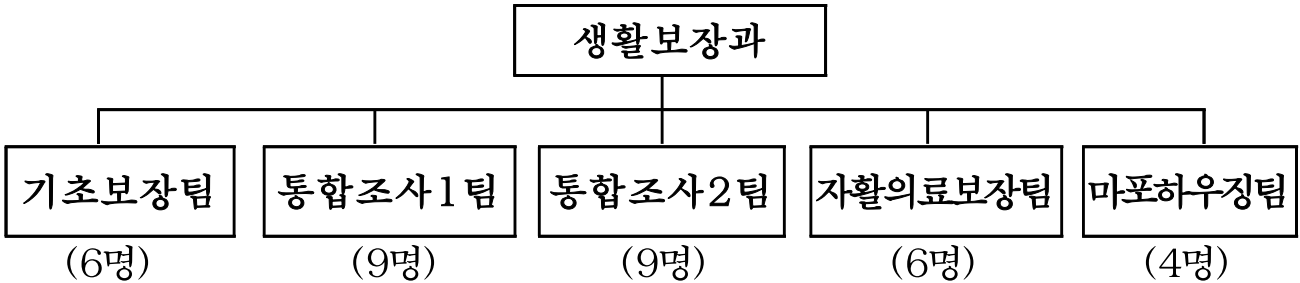 생활보장과
기초보장팀 통합조사1팀 통합조사2팀 자활의료보장팀 마포하우징팀
(6명) (9명) (9명) (6명) (4명)